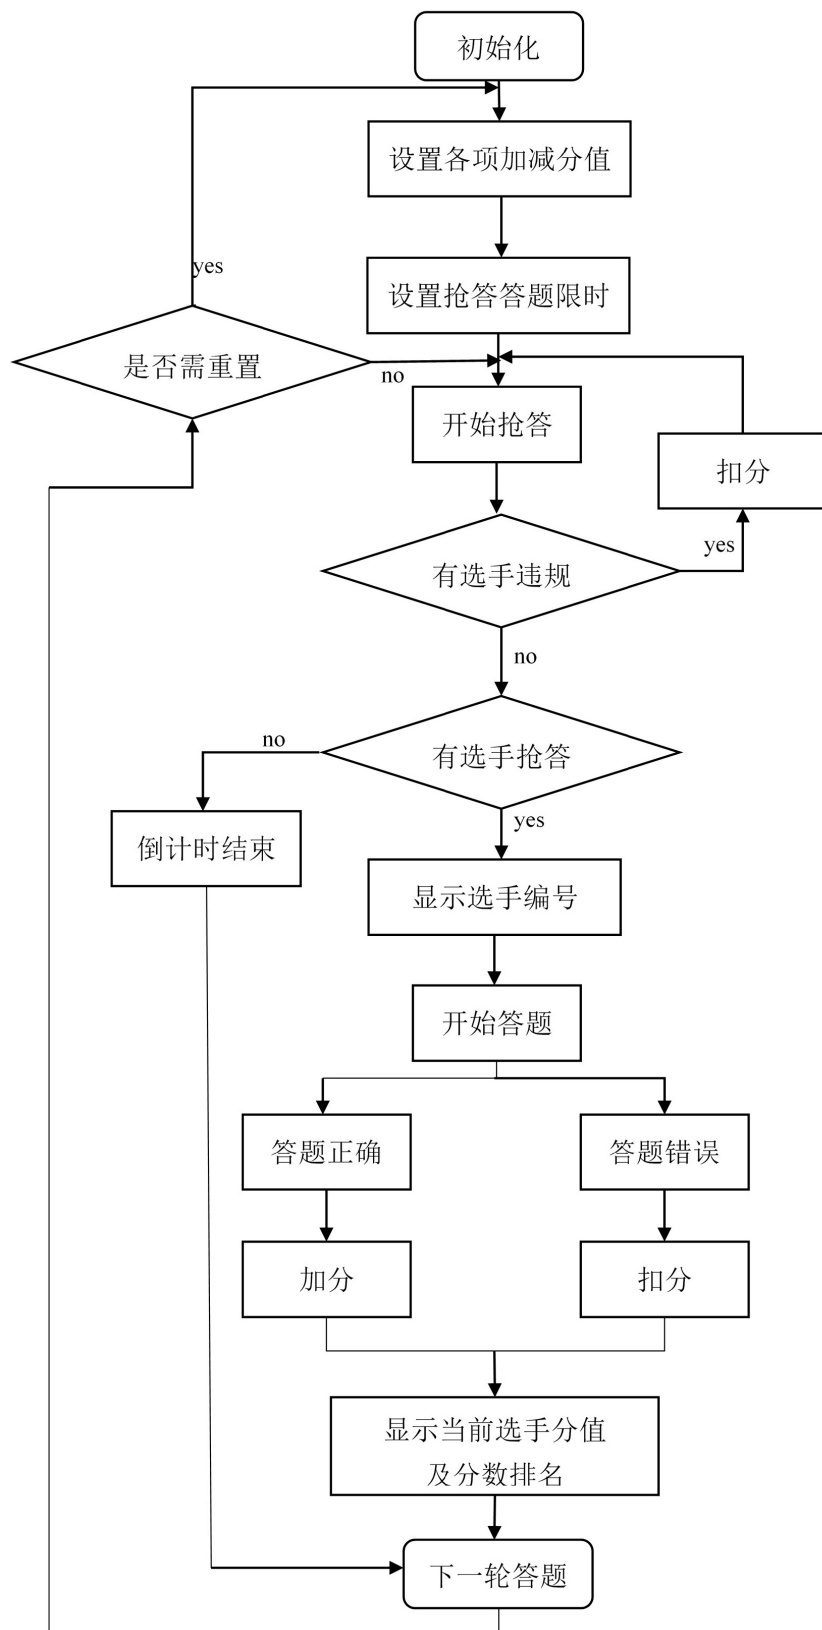 初始化
设置各项加减分值
设置抢答答题限时
yes
是否需重置
no
开始抢答
扣分
yes
有选手违规
no
有选手抢答
no
yes
倒计时结束
显示选手编号
开始答题
答题正确
答题错误
加分
扣分
显示当前选手分值
及分数排名
下一轮答题